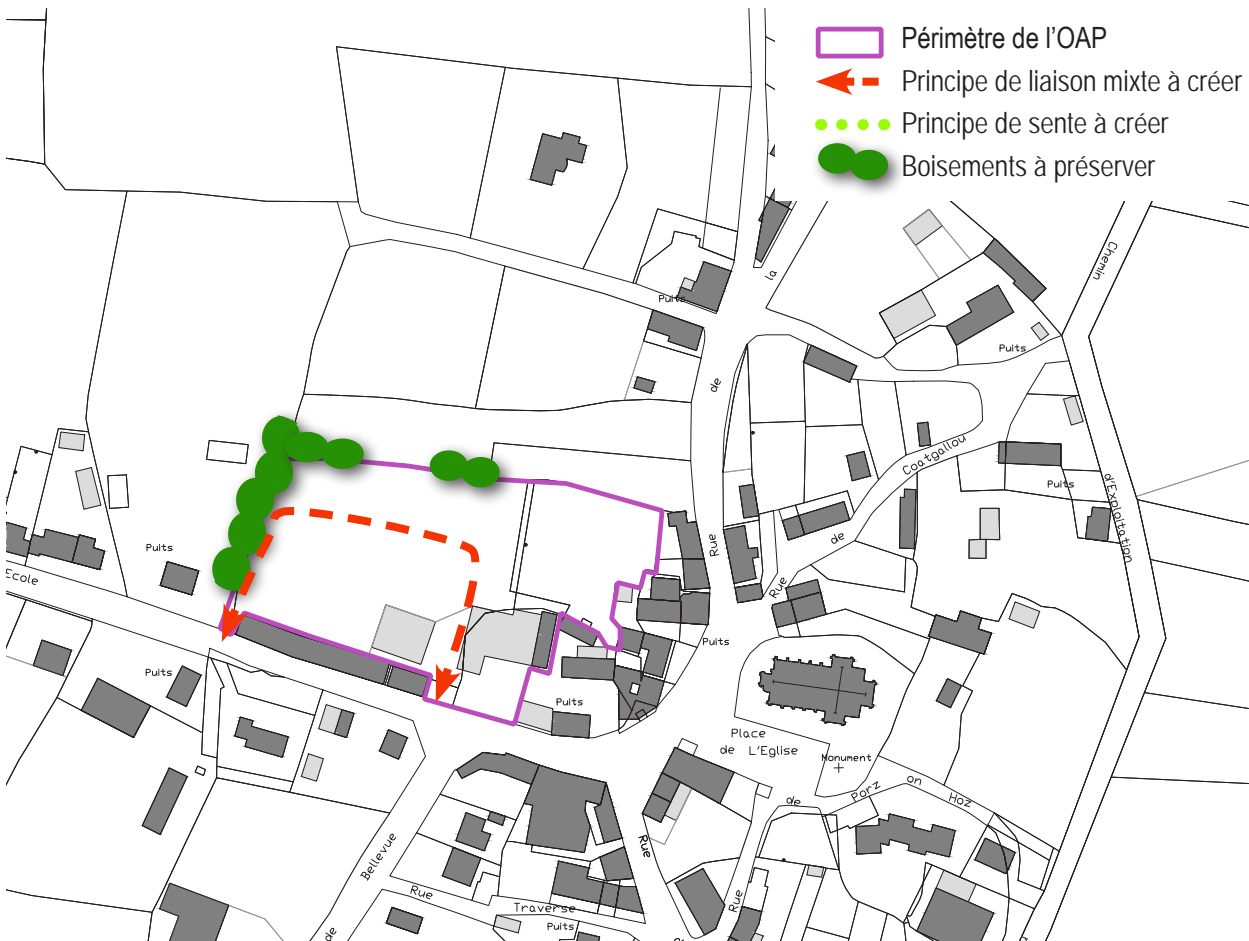 Périmètre de l'OAP
Principe de liaison mixte à créer
Principe de sente à créer
Boisements à préserver
Chemin
la
Puits
Puits
de
Coatgallou
Puits
d'Exploitation
Rue
de
Puits
Ecole
Rue
Puits
Puits
Puits
Place
de L'Eglise
Monument
on
Porz
Hoz
de
Bellevue
Rue
Rue
Rue
Traverse
Puits
de